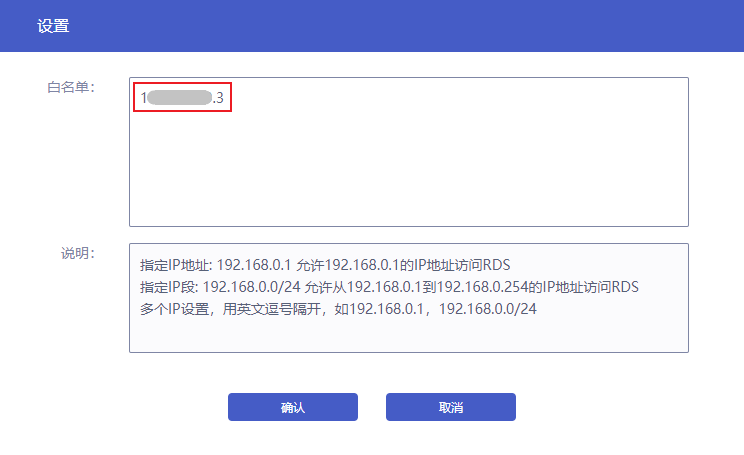 设置
白名单：
1 .3
说明：
指定IP地址: 192.168.0.1 允许192.168.0.1的IP地址访问RDS
指定IP段: 192.168.0.0/24 允许从192.168.0.1到192.168.0.254的IP地址访问RDS
多个IP设置，用英文逗号隔开，如192.168.0.1，192.168.0.0/24
确认 取消